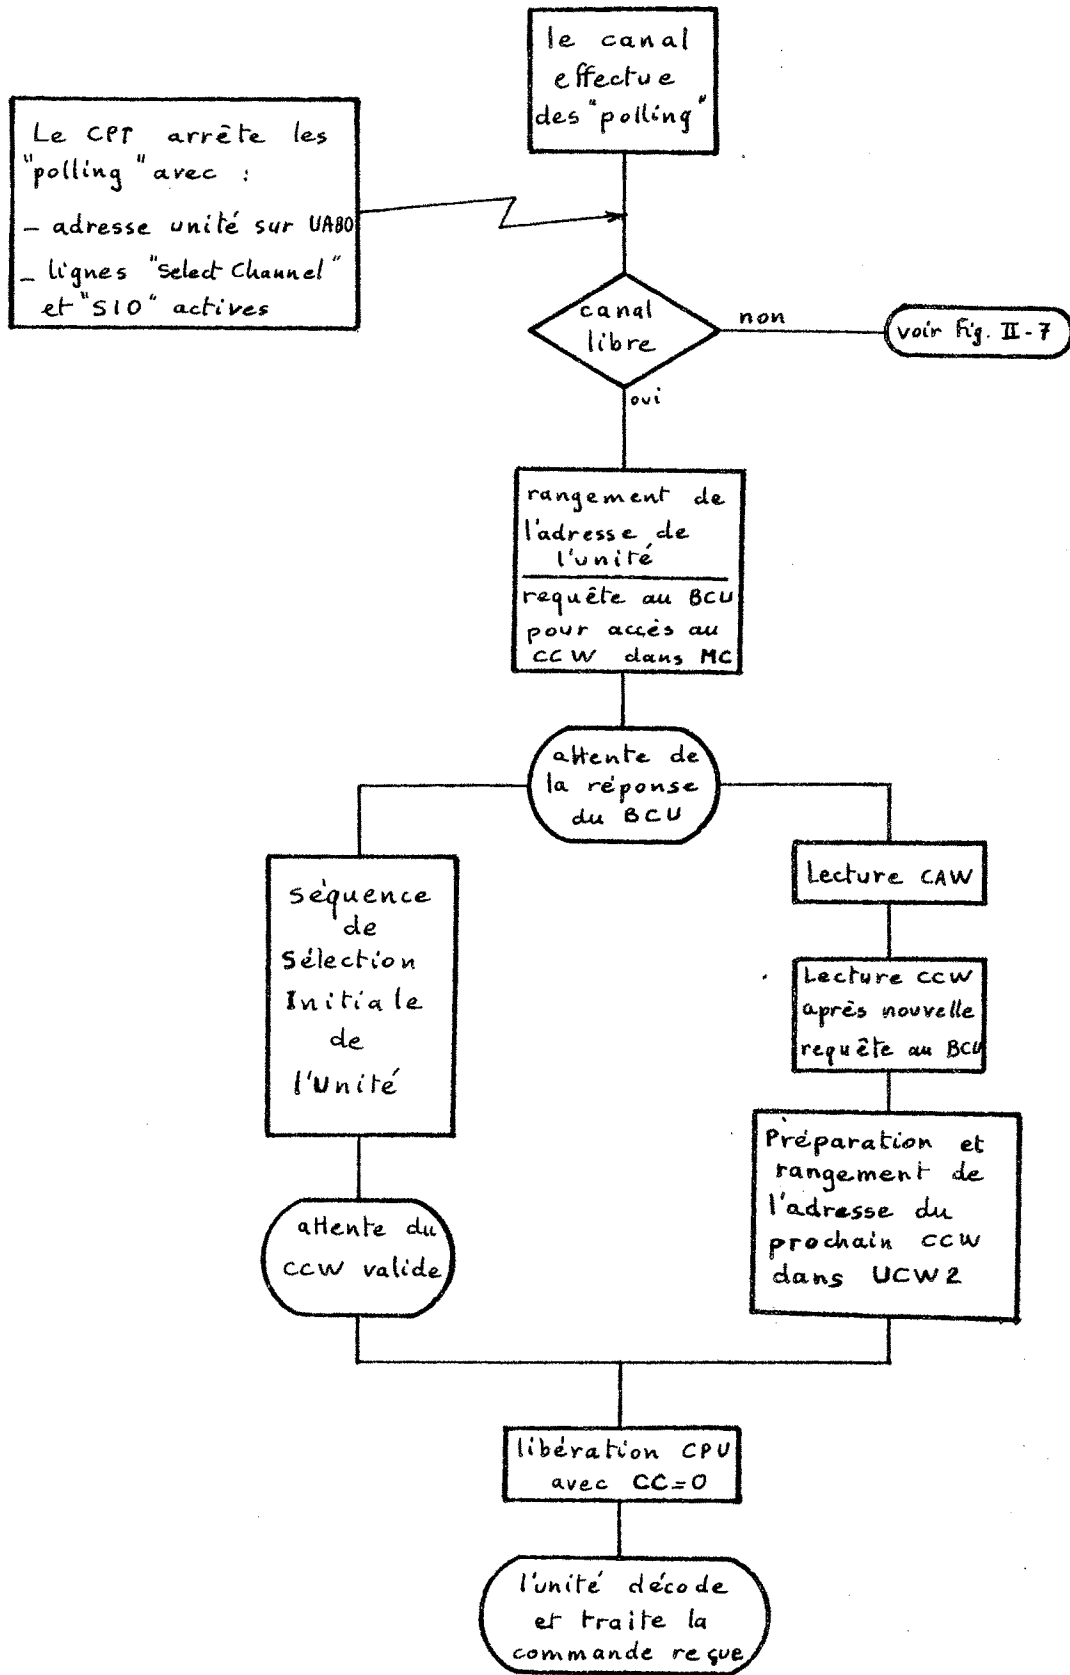 le canal
effectue
des "polling"
Le CPT arrête les
"polling" avec :
- adresse unité sur UABO
- lignes "Select Channel"
et "SIO" actives
canal
libre
non
voir Fig. II-7
oui
rangement de
l'adresse de
l'unité
requête au BCU
pour accès au
CCW dans MC
attente de
la réponse
du BCU
séquence
de
Sélection
Initiale
de
l'Unité
Lecture CAW
Lecture CCW
après nouvelle
requête au BCU
Préparation et
rangement de
l'adresse du
prochain CCW
dans UCW2
attente du
CCW valide
libération CPU
avec CC=0
l'unité décode
et traite la
commande reçue